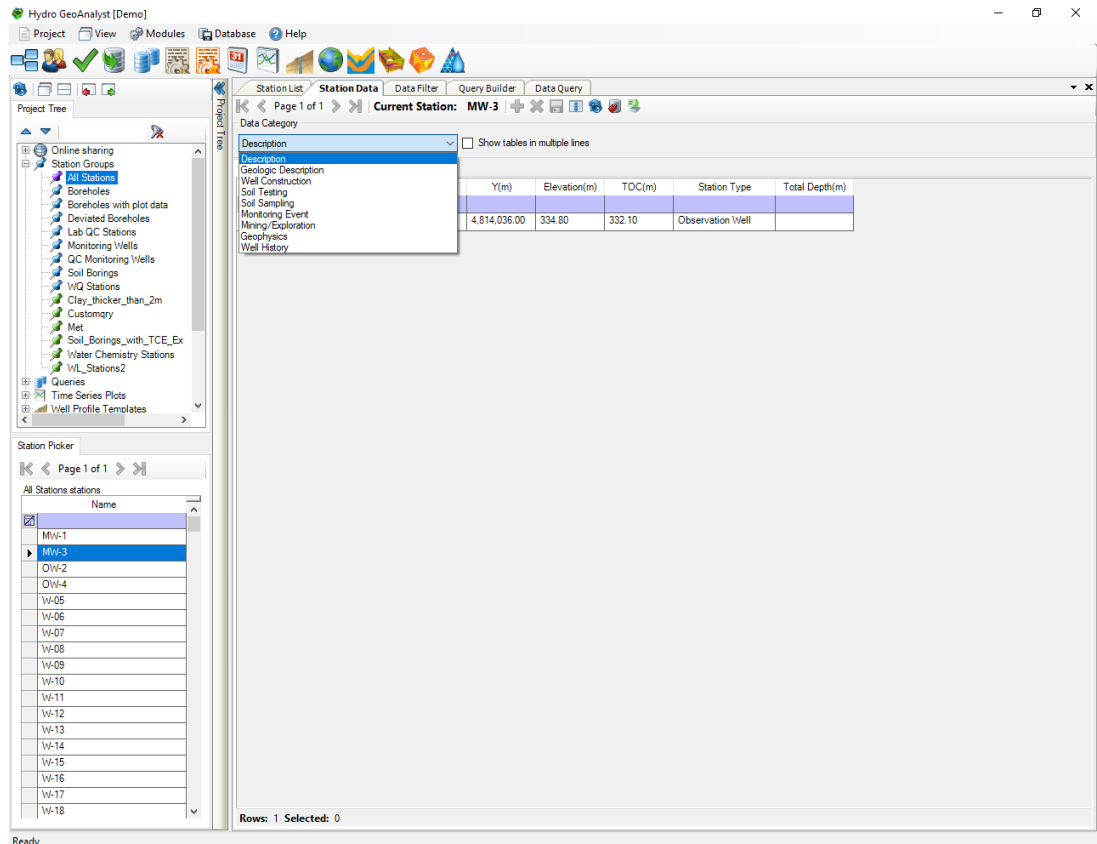 Hydro GeoAnalyst [Demo]
Project View Modules Database Help
Project Tree
Online sharing
Station Groups
All Stations
Boreholes
Boreholes with plot data
Deviated Boreholes
Lab QC Stations
Monitoring Wells
QC Monitoring Wells
Soil Borings
WQ Stations
Clay_thicker_than_2m
Customqry
Met
Soil_Borings_with_TCE_Ex
Water Chemistry Stations
WL_Stations2
Queries
Time Series Plots
Well Profile Templates
Project Tree
Station Picker
Page 1 of 1
All Stations stations
Name
MW-1
MW-3
OW-2
OW-4
W-05
W-06
W-07
W-08
W-09
W-10
W-11
W-12
W-13
W-14
W-15
W-16
W-17
W-18
Station List Station Data Data Filter Query Builder Data Query
Page 1 of 1 Current Station: MW-3
Data Category
Description Show tables in multiple lines
Description
Geologic Description
Well Construction
Soil Testing
Soil Sampling
Monitoring Event
Mining/Exploration
Geophysics
Well History
Y(m) Elevation(m) TOC(m) Station Type Total Depth(m)
4,814,036.00 334.80 332.10 Observation Well
Rows: 1 Selected: 0
Ready